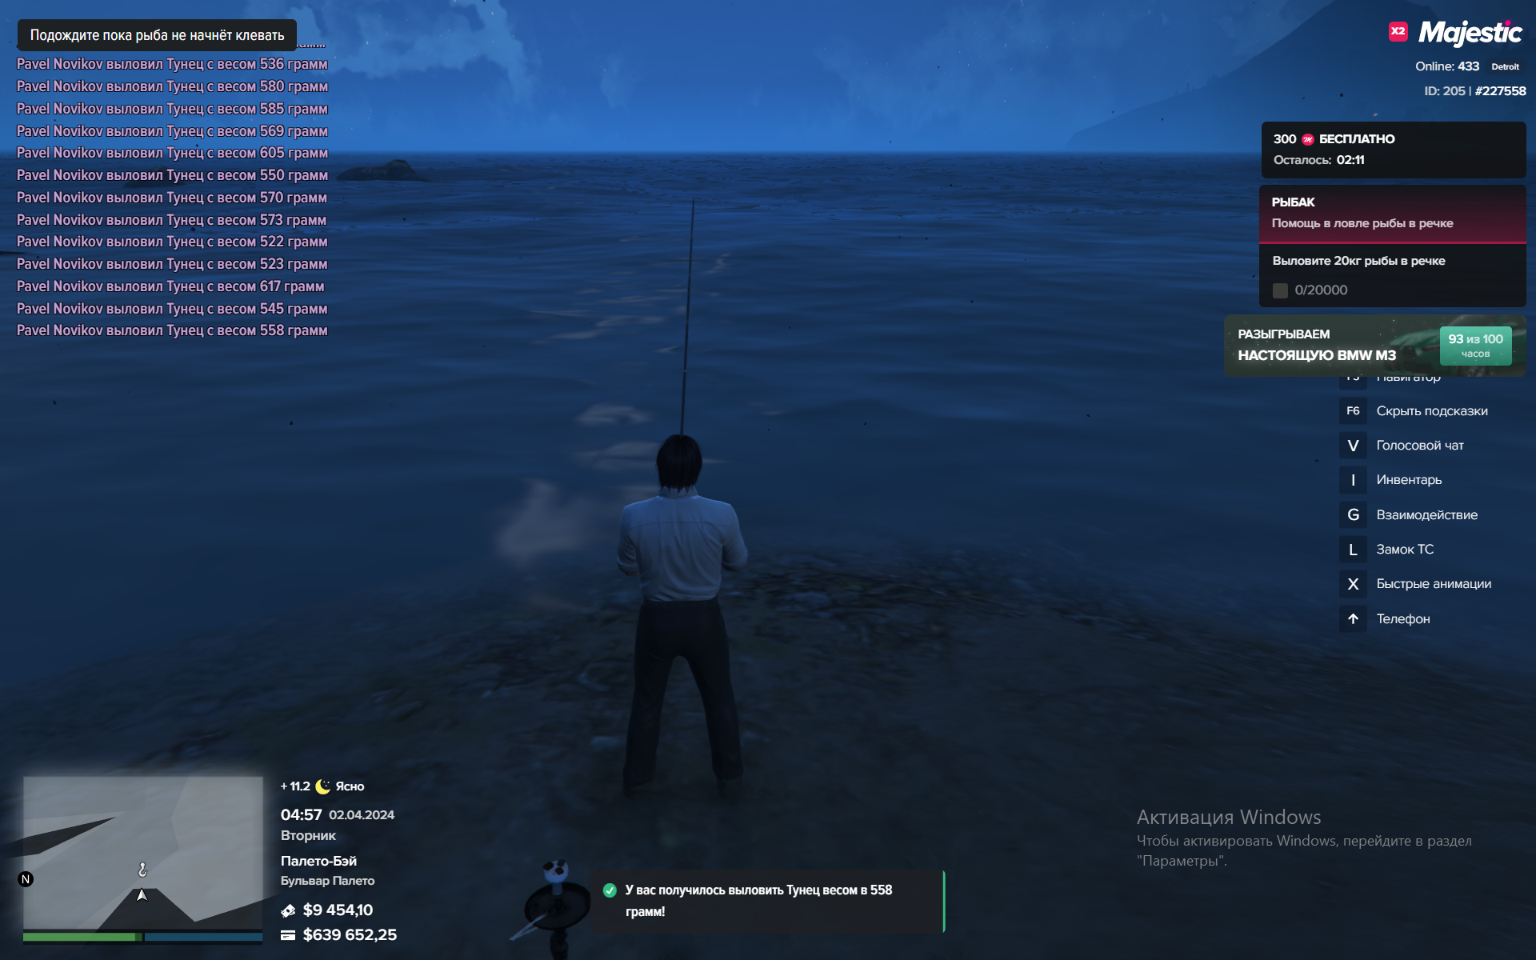 Подождите пока рыба не начнёт клевать
Pavel Novikov выловил Тунец с весом 536 грамм
Pavel Novikov выловил Тунец с весом 580 грамм
Pavel Novikov выловил Тунец с весом 585 грамм
Pavel Novikov выловил Тунец с весом 569 грамм
Pavel Novikov выловил Тунец с весом 605 грамм
Pavel Novikov выловил Тунец с весом 550 грамм
Pavel Novikov выловил Тунец с весом 570 грамм
Pavel Novikov выловил Тунец с весом 573 грамм
Pavel Novikov выловил Тунец с весом 522 грамм
Pavel Novikov выловил Тунец с весом 523 грамм
Pavel Novikov выловил Тунец с весом 617 грамм
Pavel Novikov выловил Тунец с весом 545 грамм
Pavel Novikov выловил Тунец с весом 558 грамм
X2 Majestic
Online: 433 Detroit
ID: 205 | #227558
300 БЕСПЛАТНО
Осталось: 02:11
РЫБАК
Помощь в ловле рыбы в речке
Выловите 20кг рыбы в речке
0/20000
РАЗЫГРЫВАЕМ
НАСТОЯЩУЮ BMW M3
93 из 100
часов
Навигатор
F6 Скрыть подсказки
V Голосовой чат
I Инвентарь
G Взаимодействие
L Замок ТС
X Быстрые анимации
Телефон
N
+ 11.2 Ясно
04:57 02.04.2024
Вторник
Палето-Бэй
Бульвар Палето
$9 454,10
$639 652,25
У вас получилось выловить Тунец весом в 558
грамм!
Активация Windows
Чтобы активировать Windows, перейдите в раздел
"Параметры".